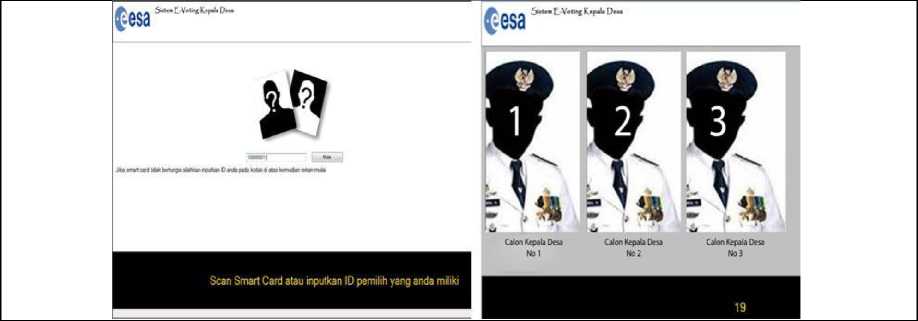 esa
Sistem E-Voting Kepala Desa
? ?
Mulai
Jika smart card tidak berfungsi silahkan inputkan ID anda pada kotak di atas kemudian tekan mulai
Scan Smart Card atau inputkan ID pemilih yang anda miliki
esa
Sistem E-Voting Kepala Desa
1 2 3
Calon Kepala Desa Calon Kepala Desa Calon Kepala Desa
No 1 No 2 No 3
19